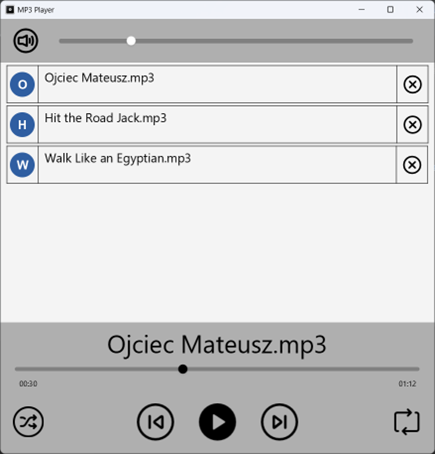 MP3 Player
O
Ojciec Mateusz.mp3
H
Hit the Road Jack.mp3
W
Walk Like an Egyptian.mp3
Ojciec Mateusz.mp3
00:30
01:12